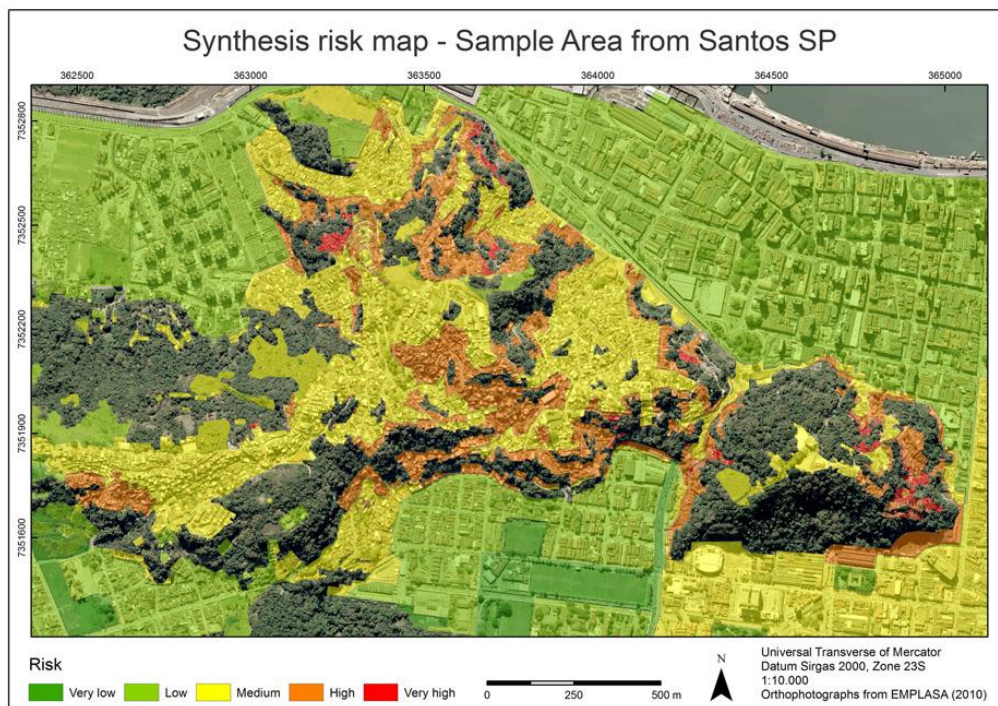 Synthesis risk map - Sample Area from Santos SP
362500 363000 363500 364000 364500 365000
7352800
7352500
7352200
7351900
7351600
Risk
Very low Low Medium High Very high
0 250 500 m
N
Universal Transverse of Mercator
Datum Sirgas 2000, Zone 23S
1:10.000
Orthophotographs from EMPLASA (2010)